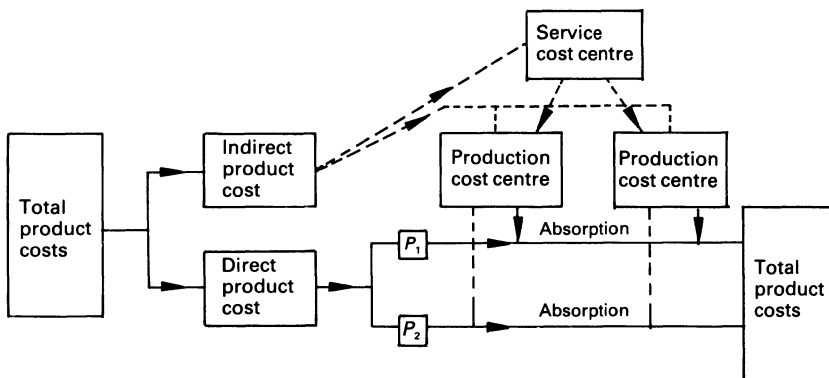 Service
cost centre
Indirect
product
cost
Production
cost centre
Production
cost centre
Total
product
costs
P₁
Absorption
Direct
product
cost
Total
product
costs
P₂
Absorption